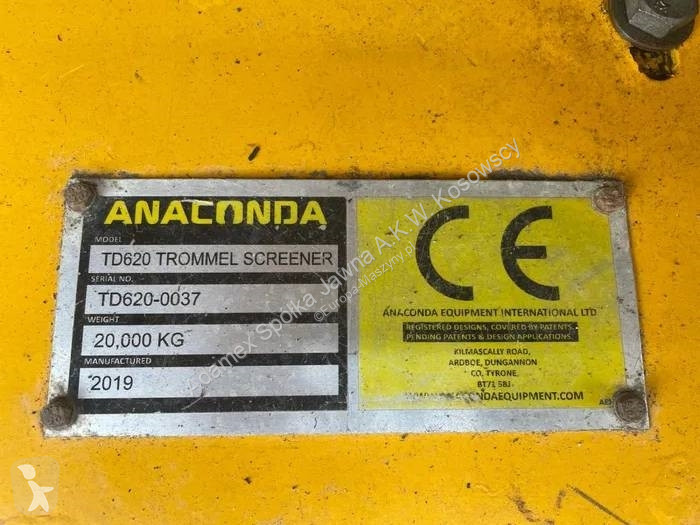 ANACONDA
MODEL
TD620 TROMMEL SCREENER
SERIAL NO.
TD620-0037
WEIGHT
20,000 KG
MANUFACTURED
2019
CE
ANACONDA EQUIPMENT INTERNATIONAL LTD
REGISTERED DESIGNS, COVERED BY PATENTS,
PENDING PATENTS & DESIGN APPLICATIONS.
KILMASCALLY ROAD,
ARDBOE, DUNGANNON
CO. TYRONE.
BT71 5BJ
WWW.ANACONDAEQUIPMENT.COM
camex Spółka Jawna A.K.W. Kosowscy
©Europa-Maszyny.pl